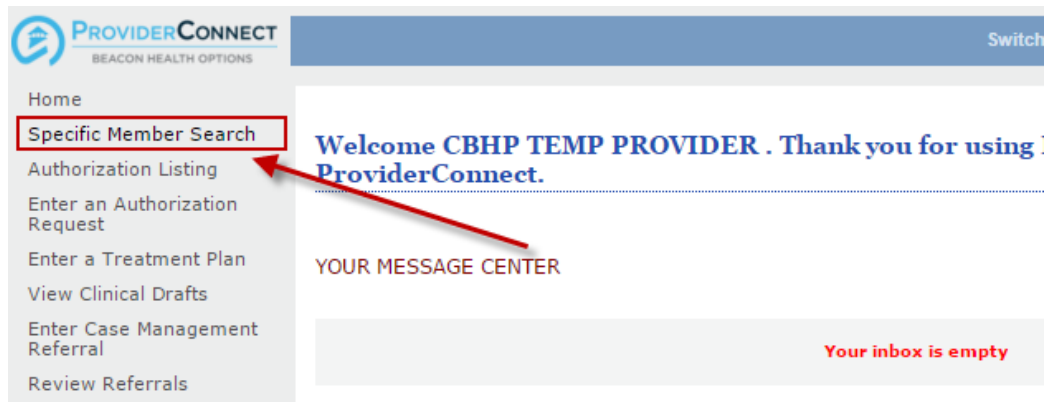 PROVIDERCONNECT
BEACON HEALTH OPTIONS
Switch
Home
Specific Member Search
Authorization Listing
Enter an Authorization
Request
Enter a Treatment Plan
View Clinical Drafts
Enter Case Management
Referral
Review Referrals
Welcome CBHP TEMP PROVIDER . Thank you for using
ProviderConnect.
YOUR MESSAGE CENTER
Your inbox is empty